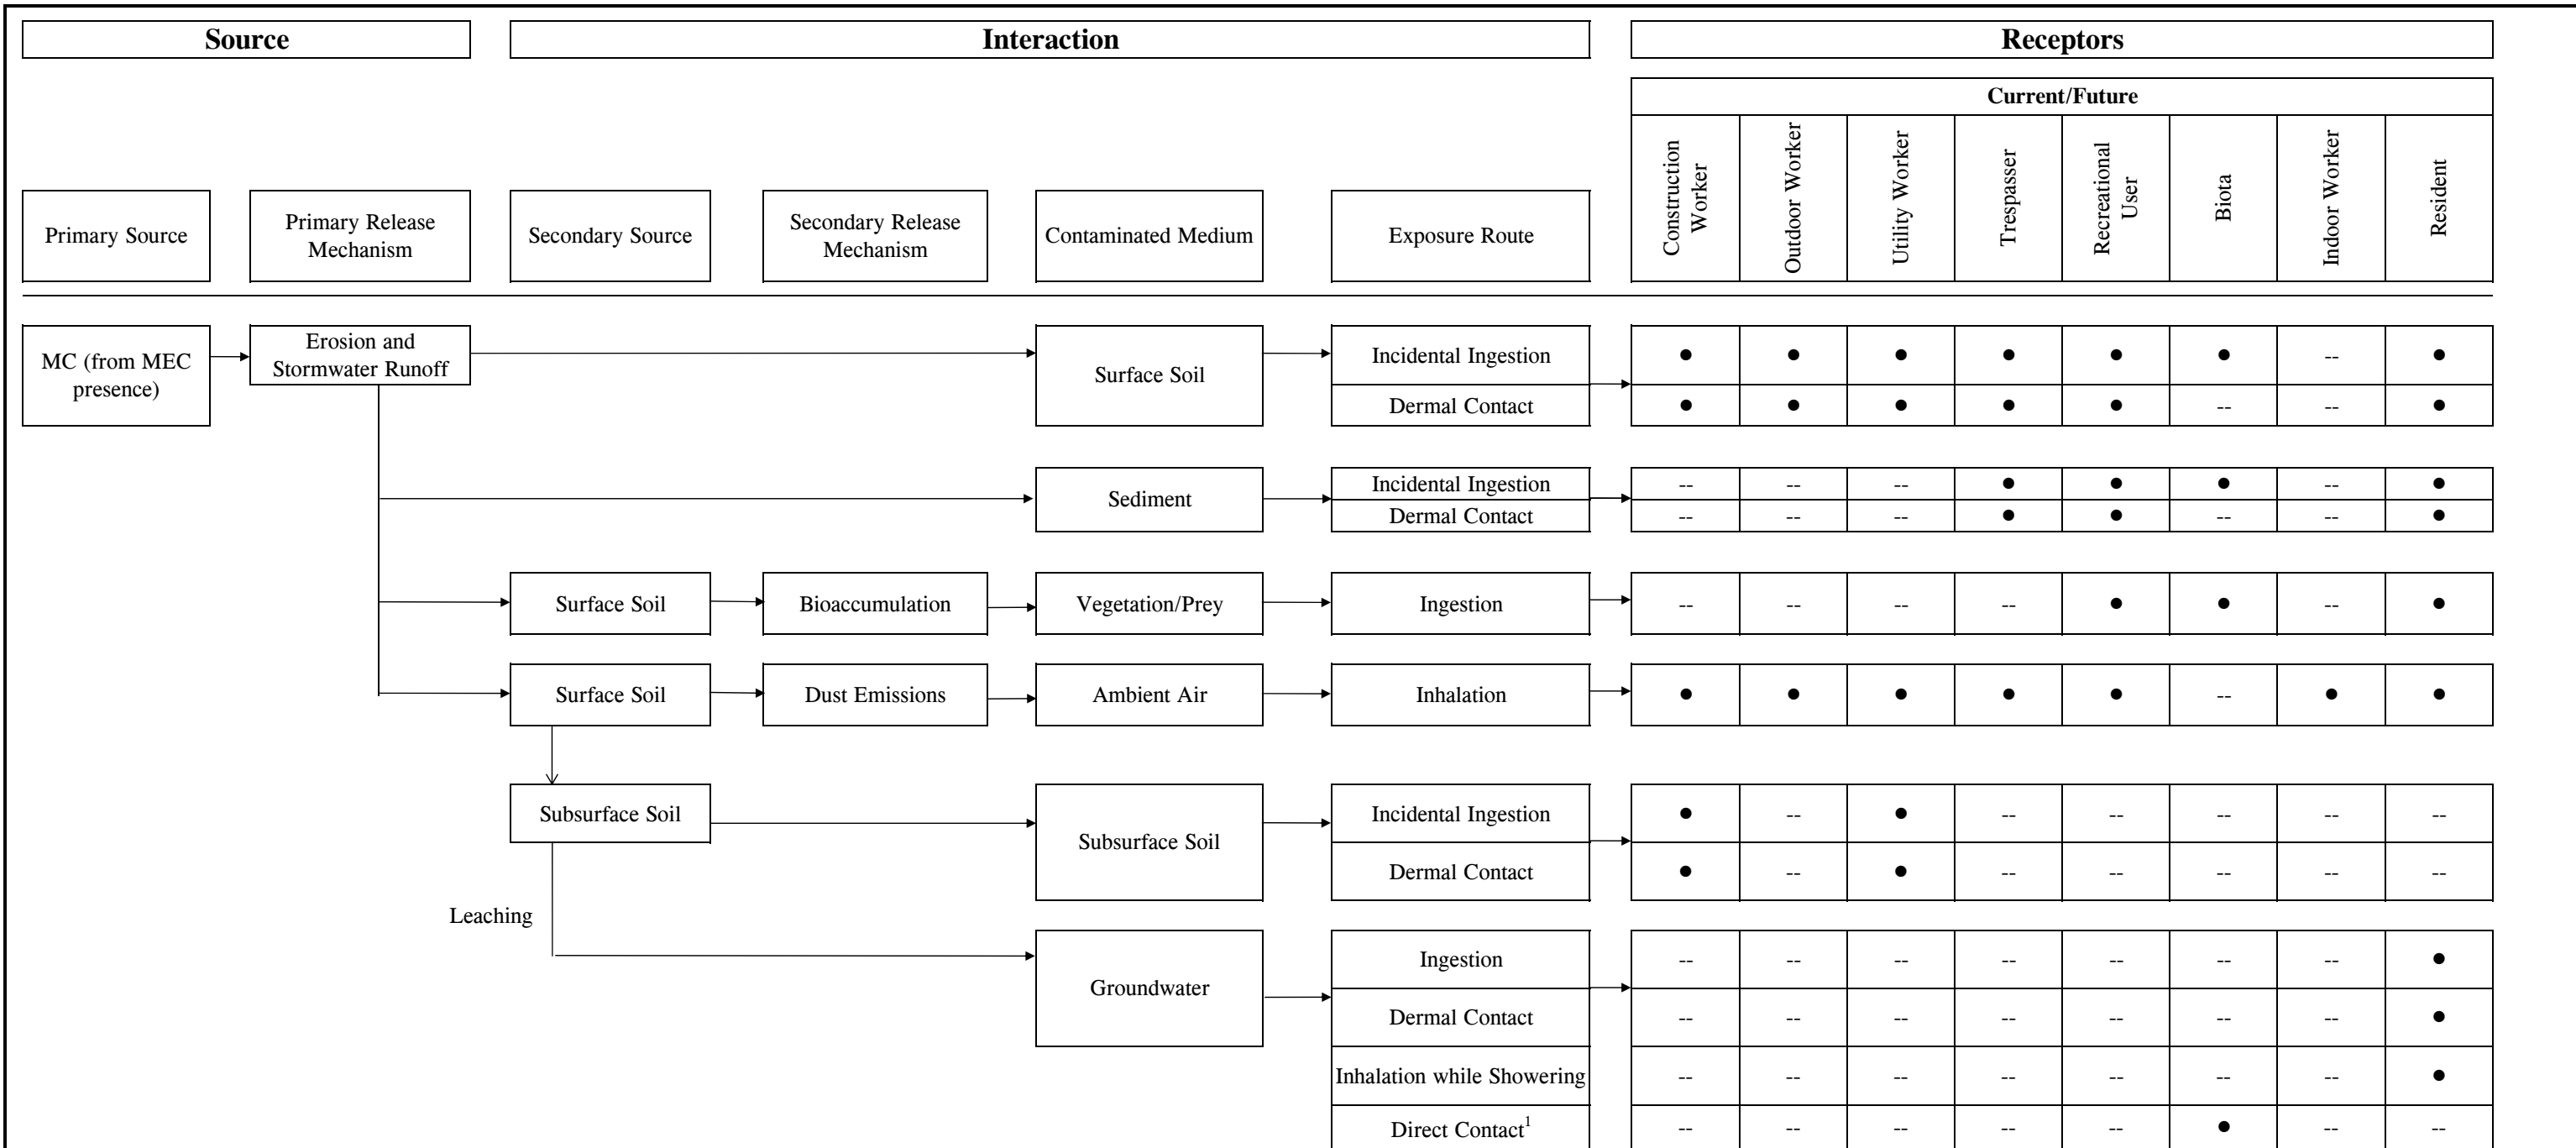 Source
Interaction
Receptors
Current/Future
Primary Source
Primary Release
Mechanism
Secondary Source
Secondary Release
Mechanism
Contaminated Medium
Exposure Route
Construction
Worker
Outdoor Worker
Utility Worker
Trespasser
Recreational
User
Biota
Indoor Worker
Resident
MC (from MEC
presence)
Erosion and
Stormwater Runoff
Surface Soil
Incidental Ingestion ● ● ● ● ● ● -- ●
Dermal Contact ● ● ● ● ● -- -- ●
Sediment
Incidental Ingestion -- -- -- ● ● ● -- ●
Dermal Contact -- -- -- ● ● -- -- ●
Surface Soil Bioaccumulation Vegetation/Prey Ingestion -- -- -- -- ● ● -- ●
Surface Soil Dust Emissions Ambient Air Inhalation ● ● ● ● ● -- ● ●
Subsurface Soil
Subsurface Soil
Incidental Ingestion ● -- ● -- -- -- -- --
Dermal Contact ● -- ● -- -- -- -- --
Leaching
Groundwater
Ingestion -- -- -- -- -- -- -- ●
Dermal Contact -- -- -- -- -- -- -- ●
Inhalation while Showering -- -- -- -- -- -- -- ●
Direct Contact¹ -- -- -- -- -- ● -- --